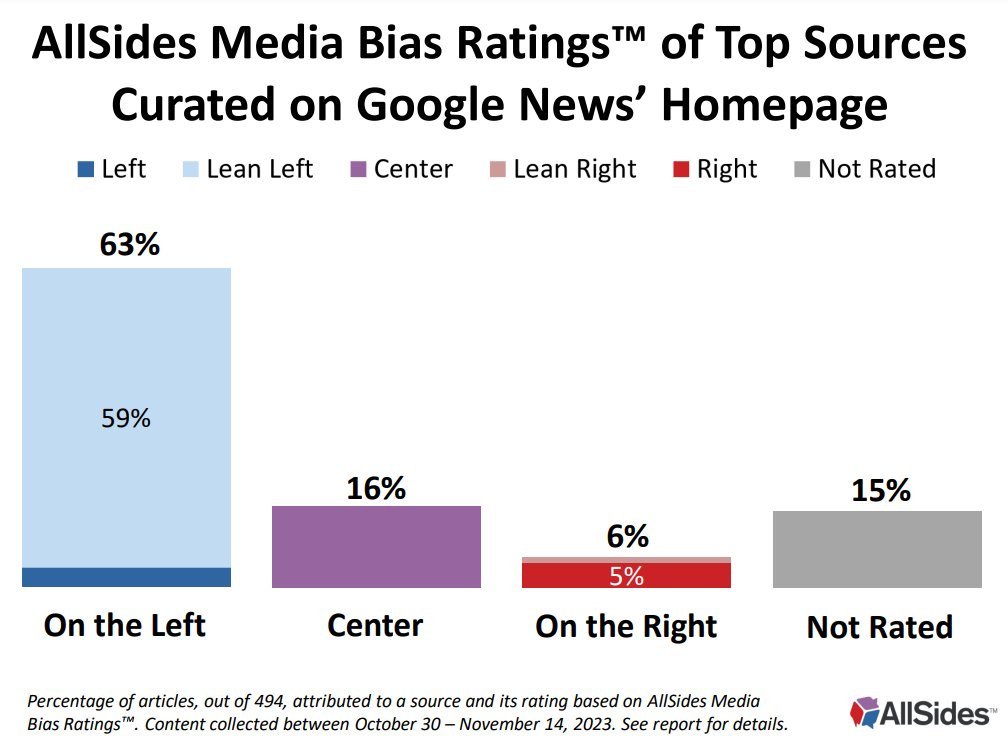 AllSides Media Bias Ratings™ of Top Sources
Curated on Google News’ Homepage
Left Lean Left Center Lean Right Right Not Rated
63%
59%
16%
6%
5%
15%
On the Left Center On the Right Not Rated
Percentage of articles, out of 494, attributed to a source and its rating based on AllSides Media
Bias Ratings™. Content collected between October 30 – November 14, 2023. See report for details.
AllSides™